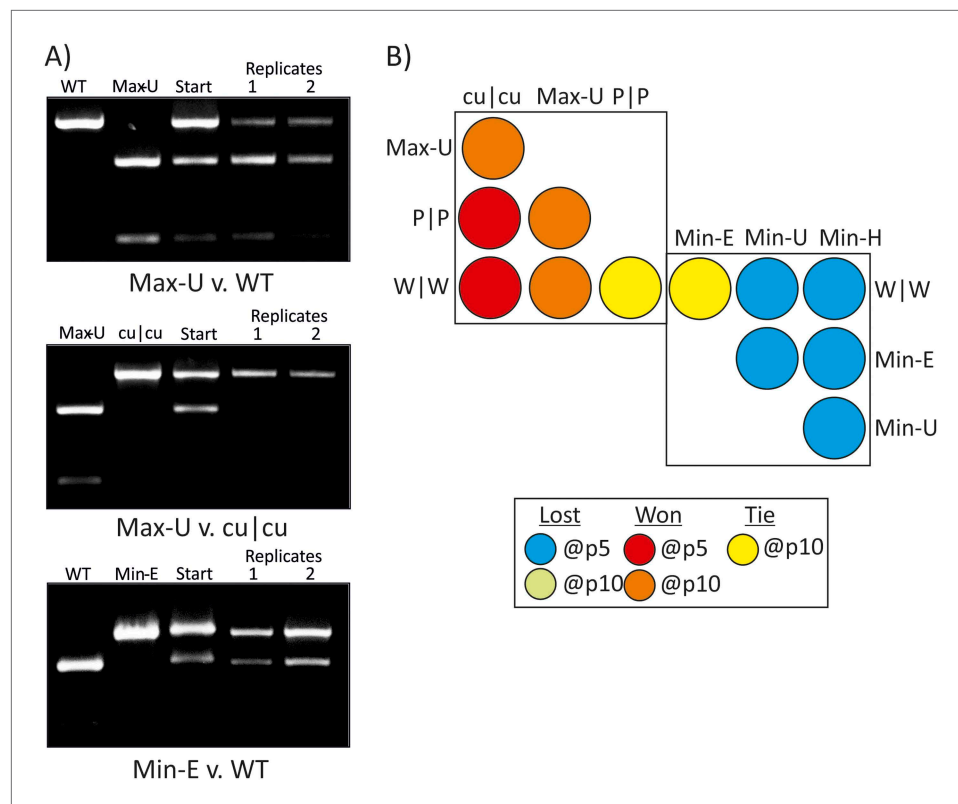 A)
Replicates
WT Max-U Start 1 2
Max-U v. WT
Replicates
Max-U cu|cu Start 1 2
Max-U v. cu|cu
Replicates
WT Min-E Start 1 2
Min-E v. WT
B)
cu|cu Max-U P|P
Max-U
P|P
W|W
Min-E Min-U Min-H
W|W
Min-E
Min-U
Lost Won Tie
@p5 @p5 @p10
@p10 @p10